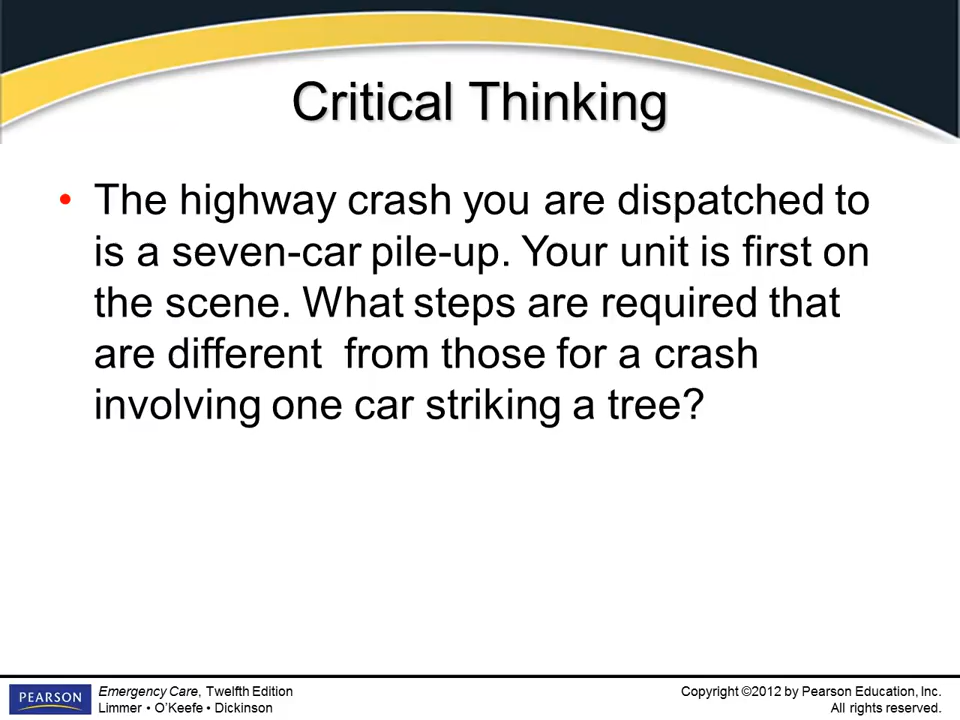 Critical Thinking
• The highway crash you are dispatched to
is a seven-car pile-up. Your unit is first on
the scene. What steps are required that
are different  from those for a crash
involving one car striking a tree?
PEARSON
Emergency Care, Twelfth Edition
Limmer • O'Keefe • Dickinson
Copyright ©2012 by Pearson Education, Inc.
All rights reserved.